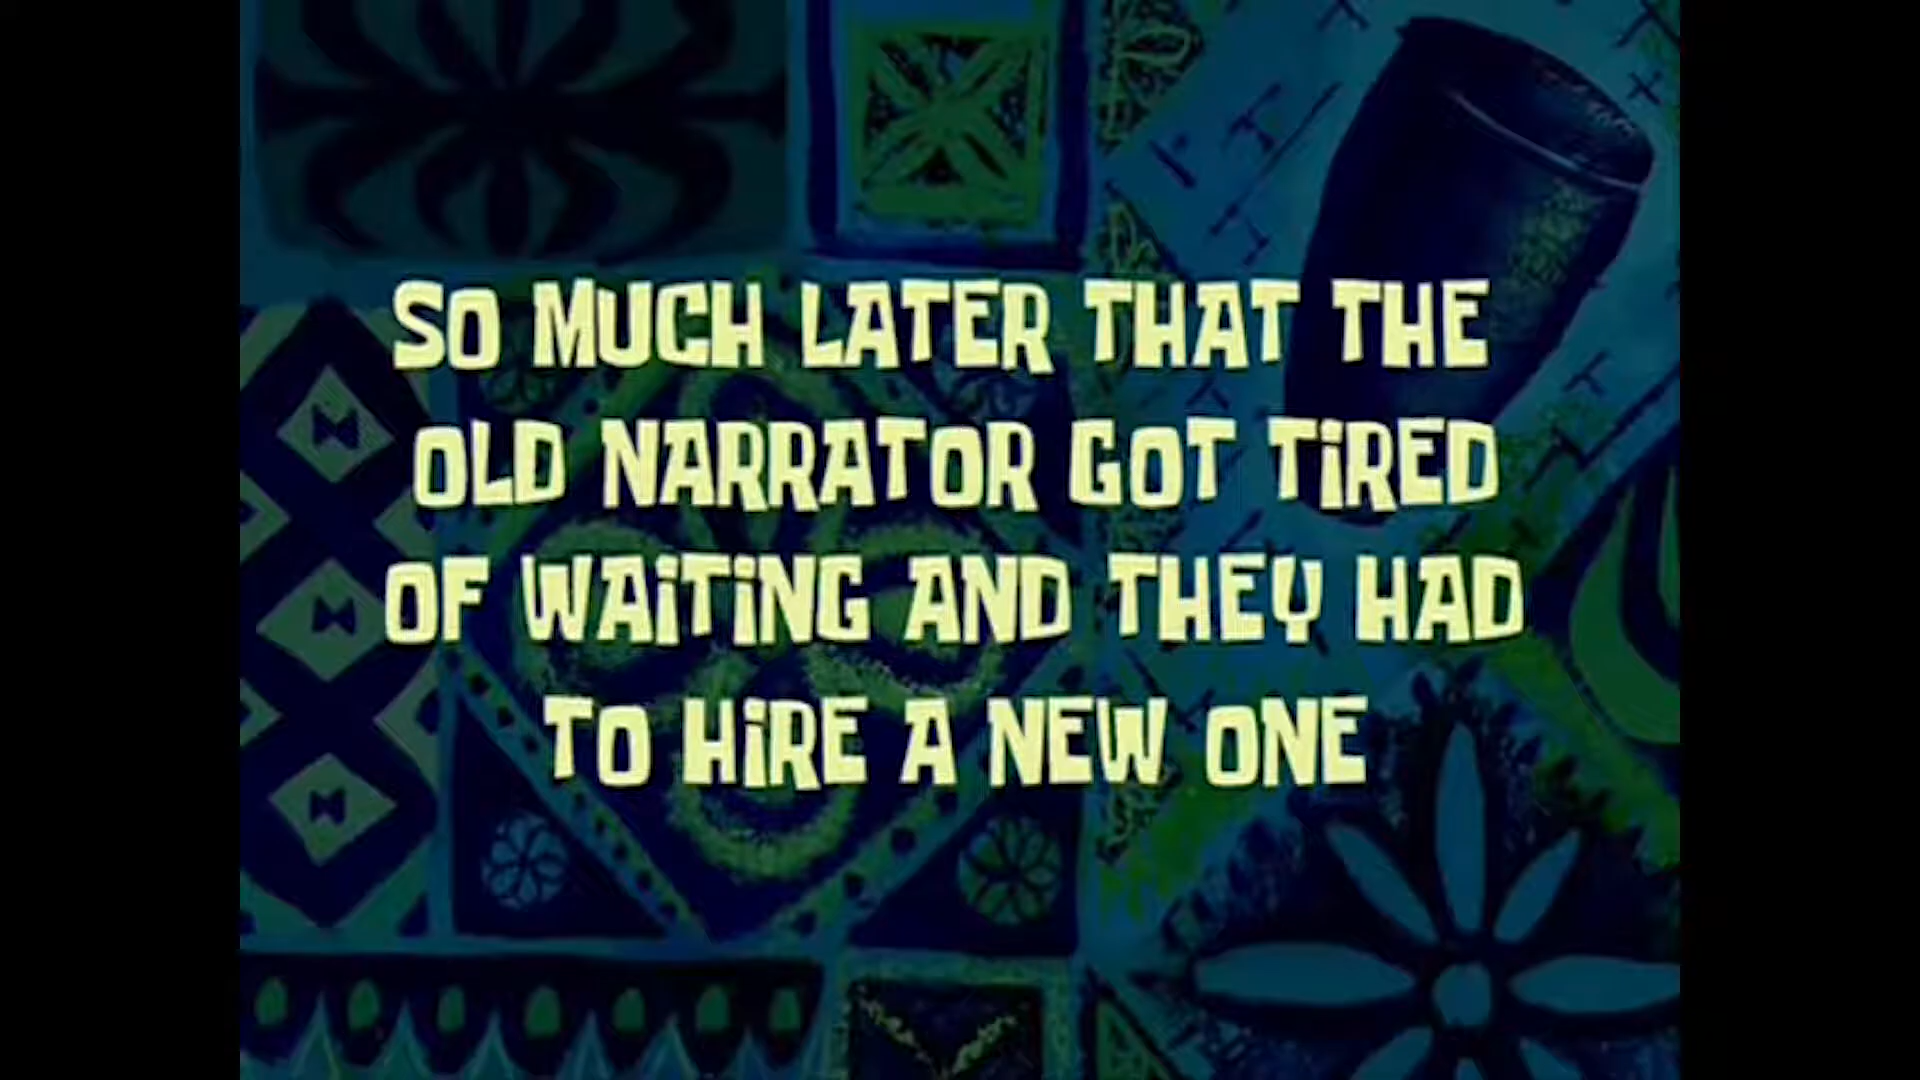 SO MUCH LATER THAT THE
OLD NARRATOR GOT TiRED
OF WAiTiNG AND THEY HAD
TO HiRE A NEW ONE